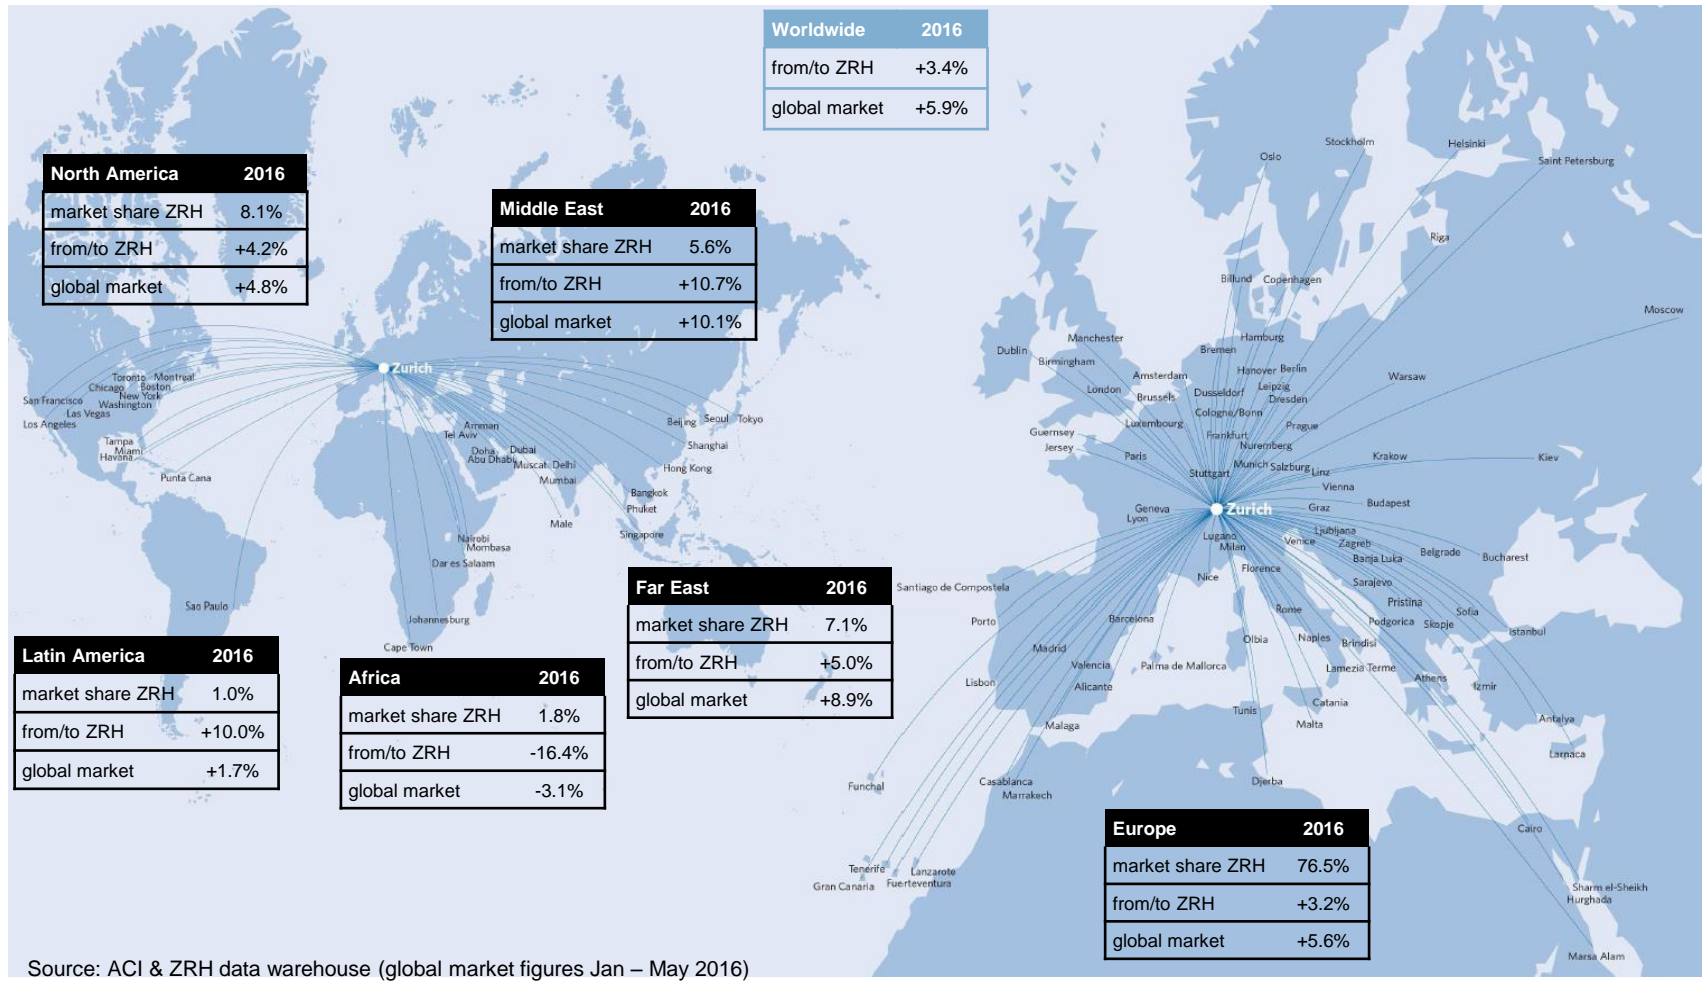 Worldwide 2016
from/to ZRH +3.4%
global market +5.9%
North America 2016
market share ZRH 8.1%
from/to ZRH +4.2%
global market +4.8%
Middle East 2016
market share ZRH 5.6%
from/to ZRH +10.7%
global market +10.1%
Zurich
Toronto Montreal
Chicago Boston
New York
San Francisco Washington
Las Vegas
Los Angeles
Tampa
Miami
Havana
Punta Cana
Sao Paulo
Amman
Tel Aviv
Doha Dubai
Abu Dhabi Muscat Delhi
Mumbai
Male
Beijing Seoul Tokyo
Shanghai
Hong Kong
Bangkok
Phuket
Singapore
Nairobi
Mombasa
Dar es Salaam
Johannesburg
Cape Town
Latin America 2016
market share ZRH 1.0%
from/to ZRH +10.0%
global market +1.7%
Africa 2016
market share ZRH 1.8%
from/to ZRH -16.4%
global market -3.1%
Far East 2016
market share ZRH 7.1%
from/to ZRH +5.0%
global market +8.9%
Stockholm
Helsinki
Oslo
Saint Petersburg
Riga
Billund Copenhagen
Moscow
Manchester
Hamburg
Dublin
Bremen
Birmingham
Hanover Berlin
Amsterdam
Warsaw
London
Leipzig
Brussels
Dusseldorf
Dresden
Cologne/Bonn
Luxembourg
Prague
Guernsey
Frankfurt
Jersey
Nuremberg
Paris
Krakow
Kiev
Munich Salzburg Linz
Stuttgart
Vienna
Geneva
Zurich
Graz
Budapest
Lyon
Ljubljana
Lugano
Venice
Zagreb
Milan
Banja Luka
Belgrade
Bucharest
Florence
Nice
Sarajevo
Santiago de Compostela
Pristina
Rome
Sofia
Porto
Barcelona
Podgorica Skopje
Istanbul
Olbia
Naples
Brindisi
Madrid
Valencia
Palma de Mallorca
Lamezia Terme
Lisbon
Alicante
Athens
Izmir
Catania
Tunis
Malta
Antalya
Malaga
Larnaca
Funchal
Casablanca
Marrakech
Djerba
Cairo
Tenerife
Lanzarote
Gran Canaria
Fuerteventura
Sharm el-Sheikh
Hurghada
Marsa Alam
Europe 2016
market share ZRH 76.5%
from/to ZRH +3.2%
global market +5.6%
Source: ACI & ZRH data warehouse (global market figures Jan – May 2016)